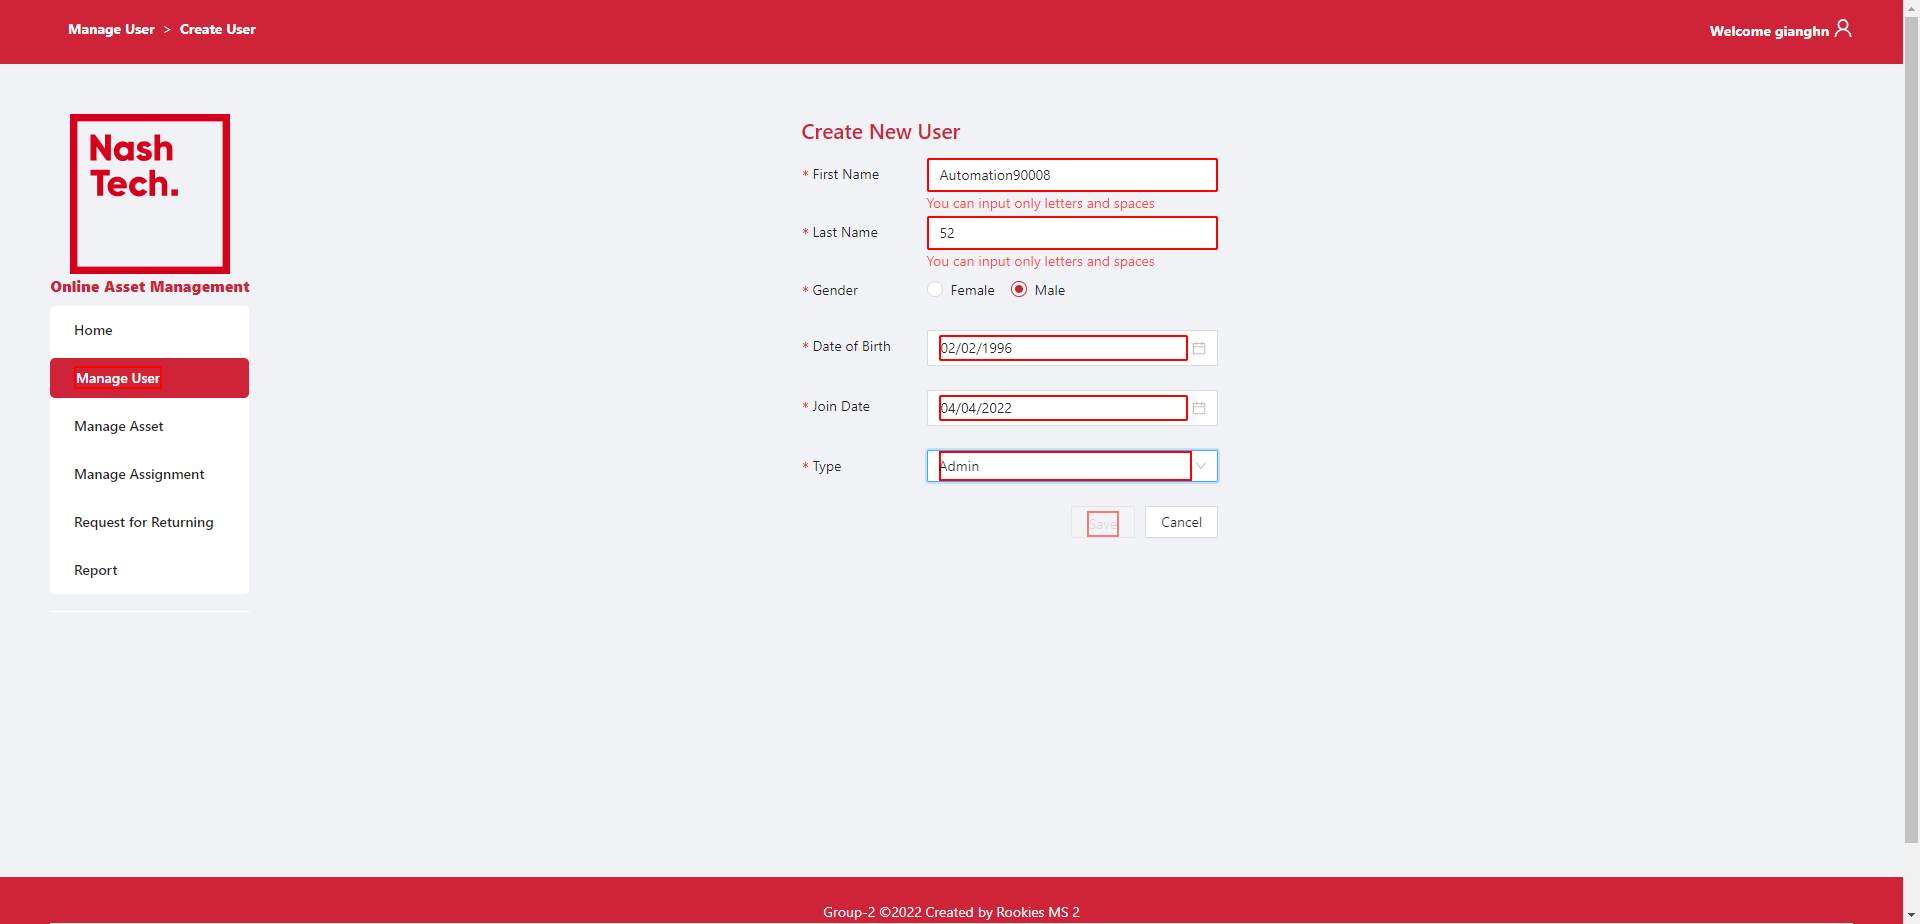 Manage User > Create User
Welcome gianghn
Nash
Tech.
Online Asset Management
Home
Manage User
Manage Asset
Manage Assignment
Request for Returning
Report
Create New User
* First Name
Automation90008
You can input only letters and spaces
* Last Name
52
You can input only letters and spaces
* Gender
Female
Male
* Date of Birth
02/02/1996
* Join Date
04/04/2022
* Type
Admin
Save
Cancel
Group-2 ©2022 Created by Rookies MS 2